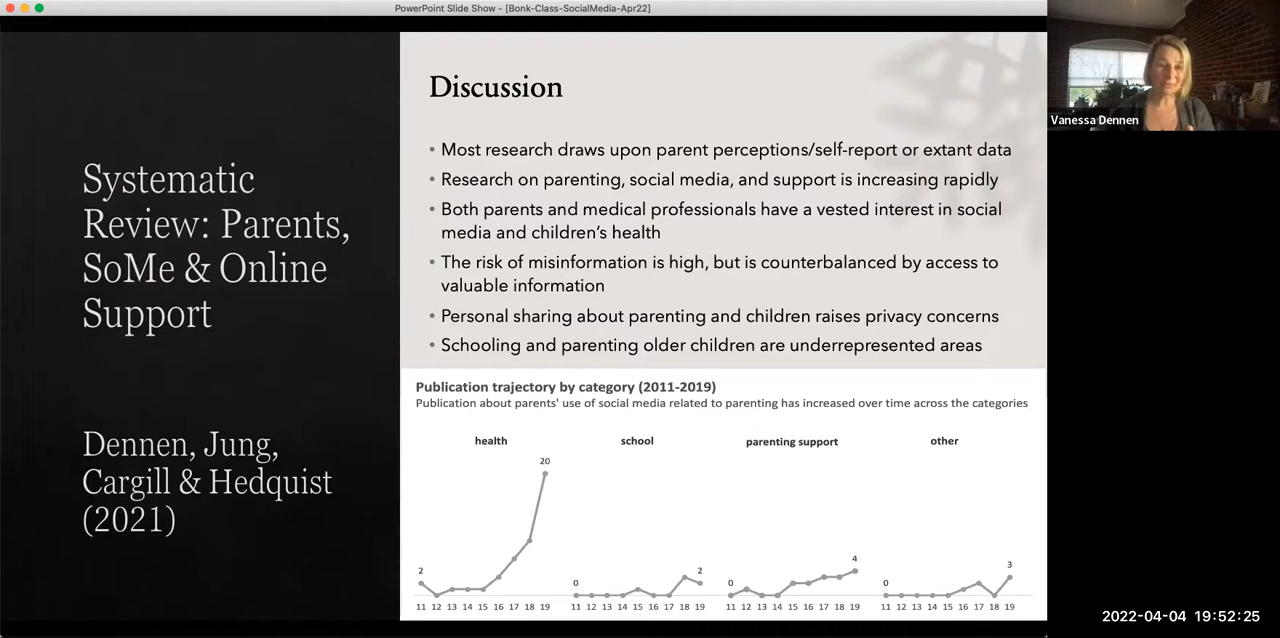 PowerPoint Slide Show - [Bonk-Class-SocialMedia-Apr22]
Systematic
Review: Parents,
SoMe & Online
Support
Dennen, Jung,
Cargill & Hedquist
(2021)
Discussion
• Most research draws upon parent perceptions/self-report or extant data
• Research on parenting, social media, and support is increasing rapidly
• Both parents and medical professionals have a vested interest in social
media and children's health
• The risk of misinformation is high, but is counterbalanced by access to
valuable information
• Personal sharing about parenting and children raises privacy concerns
• Schooling and parenting older children are underrepresented areas
Publication trajectory by category (2011-2019)
Publication about parents' use of social media related to parenting has increased over time across the categories
health school parenting support other
20
2 0 2 0 4 0 3
11 12 13 14 15 16 17 18 19 11 12 13 14 15 16 17 18 19 11 12 13 14 15 16 17 18 19 11 12 13 14 15 16 17 18 19
Vanessa Dennen
2022-04-04 19:52:25